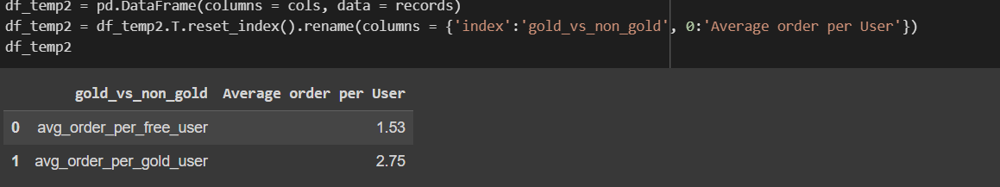 df_temp2 = pd.DataFrame(columns = cols, data = records)
df_temp2 = df_temp2.T.reset_index().rename(columns = {'index':'gold_vs_non_gold', 0:'Average order per User'})
df_temp2
gold_vs_non_gold Average order per User
0 avg_order_per_free_user 1.53
1 avg_order_per_gold_user 2.75